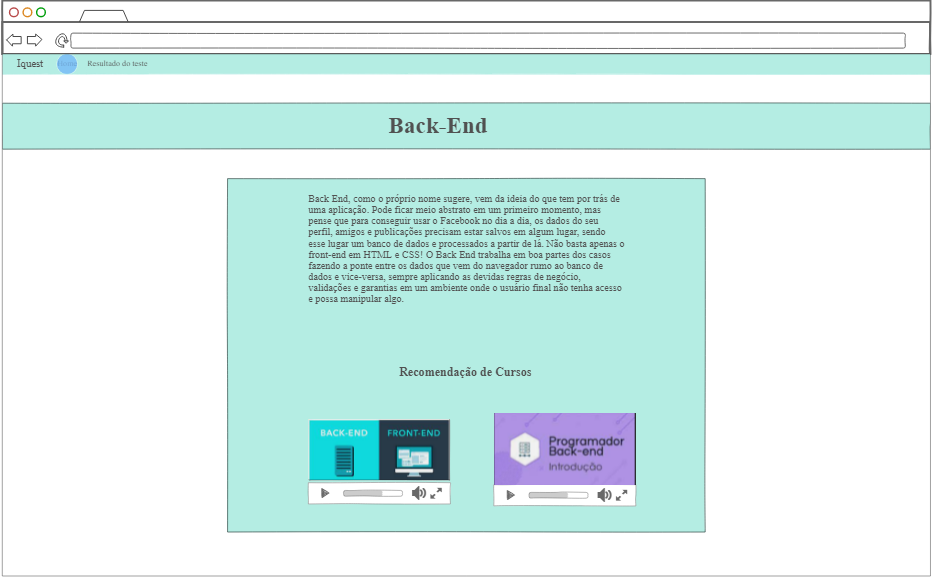 Iquest
Resultado do teste
Back-End
Back End, como o próprio nome sugere, vem da ideia do que tem por trás de
uma aplicação. Pode ficar meio abstrato em um primeiro momento, mas
pense que para conseguir usar o Facebook no dia a dia, os dados do seu
perfil, amigos e publicações precisam estar salvos em algum lugar, sendo
esse lugar um banco de dados e processados a partir de lá. Não basta apenas o
front-end em HTML e CSS! O Back End trabalha em boa partes dos casos
fazendo a ponte entre os dados que vem do navegador rumo ao banco de
dados e vice-versa, sempre aplicando as devidas regras de negócio,
validações e garantias em um ambiente onde o usuário final não tenha acesso
e possa manipular algo.
Recomendação de Cursos
BACK-END FRONT-END
Programador
Back-end
Introdução